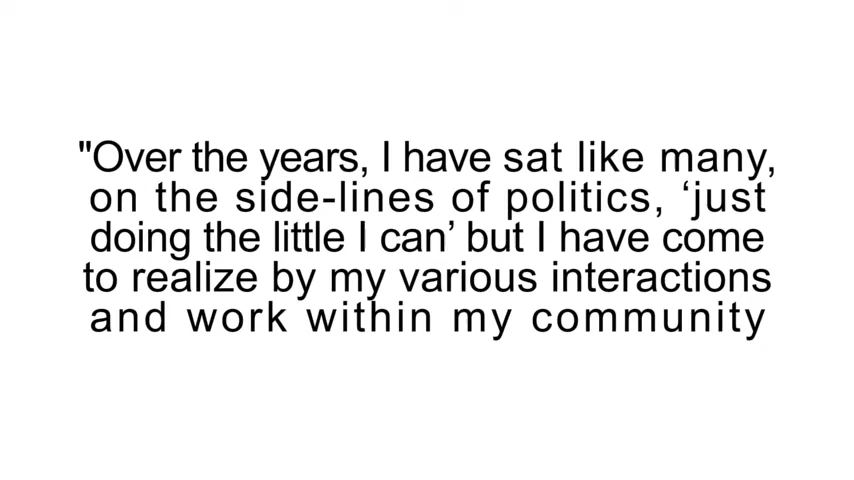 "Over the years, I have sat like many,
on the side-lines of politics, ‘just
doing the little I can’ but I have come
to realize by my various interactions
and work within my community